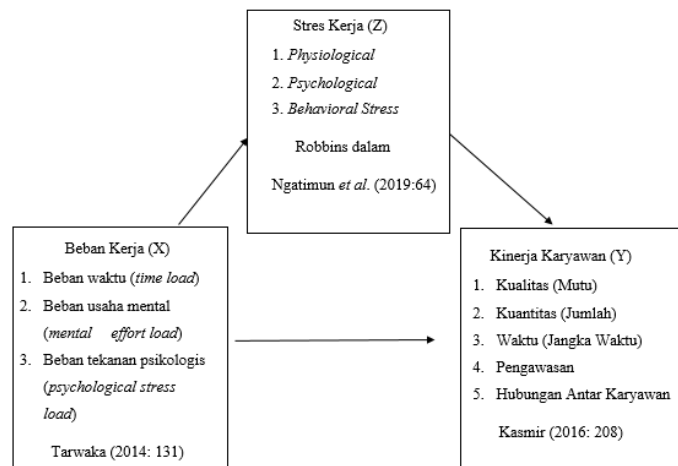 Stres Kerja (Z)
1. Physiological
2. Psychological
3. Behavioral Stress
Robbins dalam
Ngatimun et al. (2019:64)
Beban Kerja (X)
1. Beban waktu (time load)
2. Beban usaha mental
(mental effort load)
3. Beban tekanan psikologis
(psychological stress
load)
Tarwaka (2014: 131)
Kinerja Karyawan (Y)
1. Kualitas (Mutu)
2. Kuantitas (Jumlah)
3. Waktu (Jangka Waktu)
4. Pengawasan
5. Hubungan Antar Karyawan
Kasmir (2016: 208)